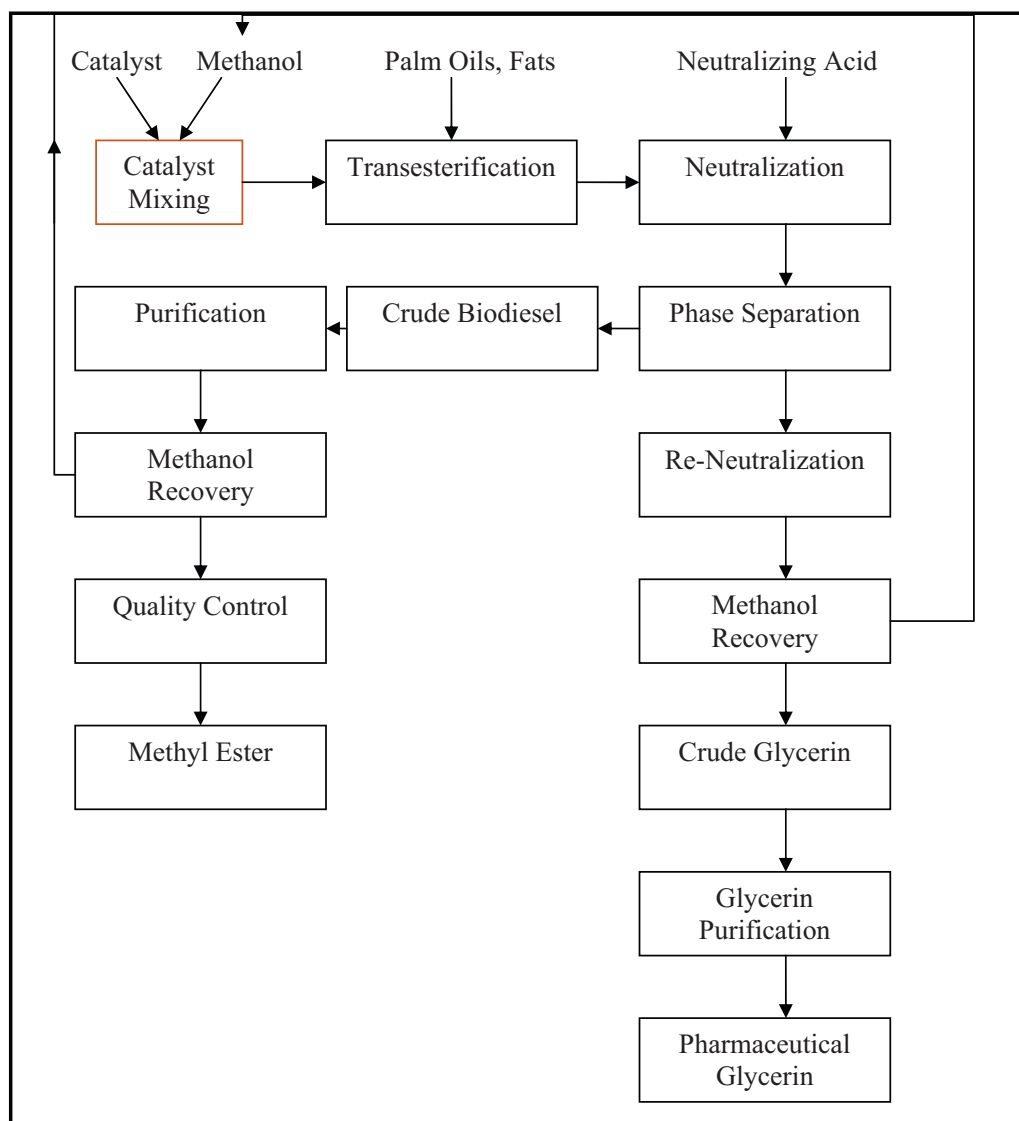 Catalyst
Methanol
Palm Oils, Fats
Neutralizing Acid
Catalyst
Mixing
Transesterification
Neutralization
Purification
Crude Biodiesel
Phase Separation
Methanol
Recovery
Re-Neutralization
Quality Control
Methanol
Recovery
Methyl Ester
Crude Glycerin
Glycerin
Purification
Pharmaceutical
Glycerin